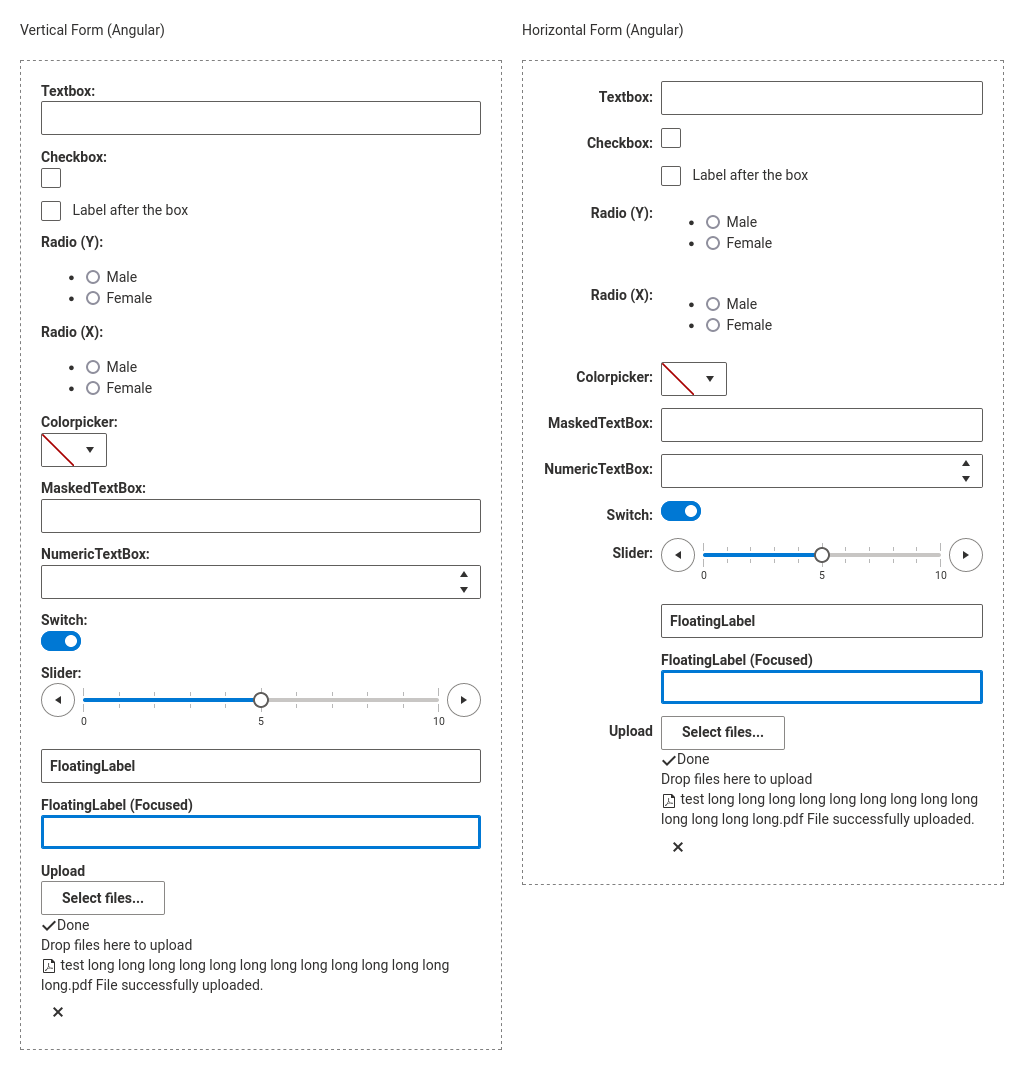 Vertical Form (Angular)
Textbox:
Checkbox:
Label after the box
Radio (Y):
Male
Female
Radio (X):
Male
Female
Colorpicker:
MaskedTextBox:
NumericTextBox:
Switch:
Slider:
0 5 10
FloatingLabel
FloatingLabel (Focused)
Upload
Select files...
Done
Drop files here to upload
test long long long long long long long long long long long long
long.pdf File successfully uploaded.
Horizontal Form (Angular)
Textbox:
Checkbox:
Label after the box
Radio (Y):
Male
Female
Radio (X):
Male
Female
Colorpicker:
MaskedTextBox:
NumericTextBox:
Switch:
Slider:
0 5 10
FloatingLabel
FloatingLabel (Focused)
Upload
Select files...
Done
Drop files here to upload
test long long long long long long long long long
long long long long.pdf File successfully uploaded.